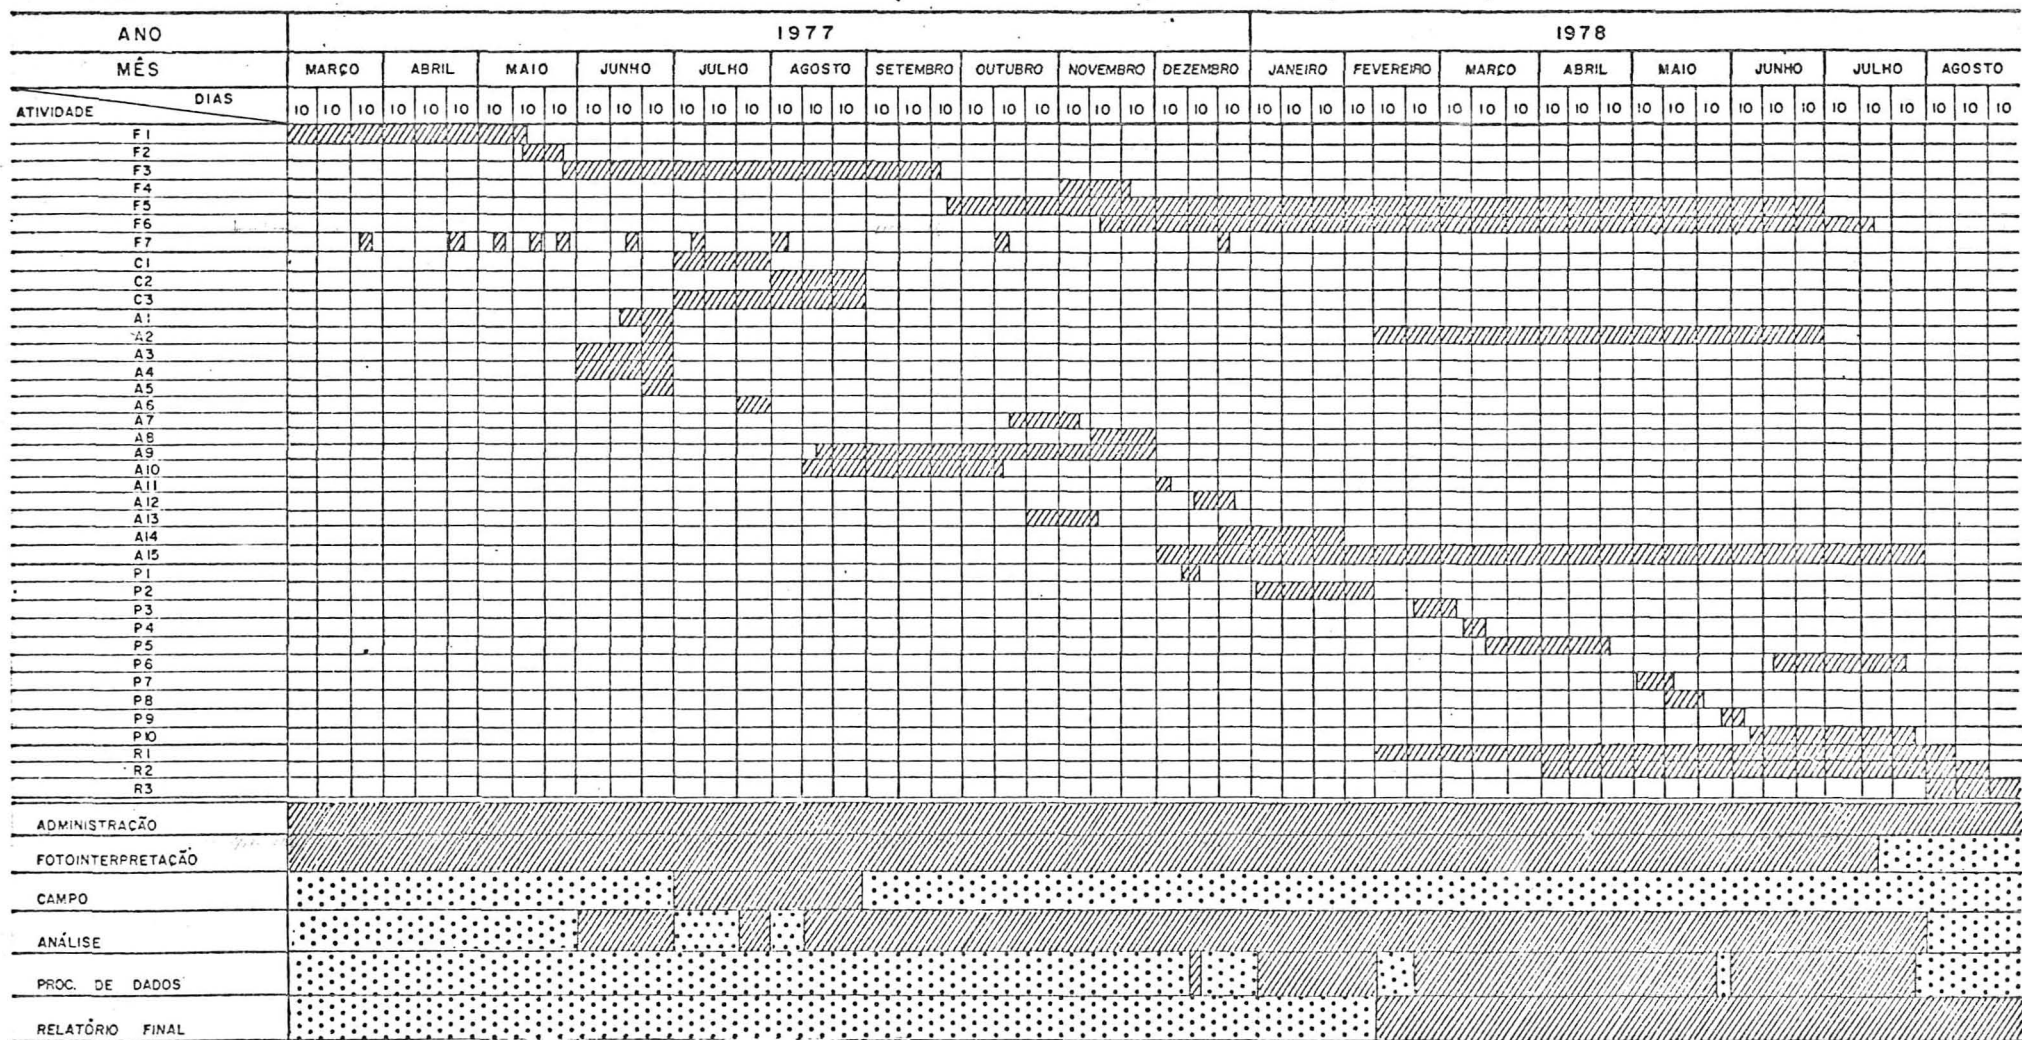 ANO 1977 1978
MÊS MARÇO ABRIL MAIO JUNHO JULHO AGOSTO SETEMBRO OUTUBRO NOVEMBRO DEZEMBRO JANEIRO FEVEREIRO MARÇO ABRIL MAIO JUNHO JULHO AGOSTO
DIAS
ATIVIDADE 10 10 10 10 10 10 10 10 10 10 10 10 10 10 10 10 10 10 10 10 10 10 10 10 10 10 10 10 10 10 10 10 10 10 10 10 10 10 10 10 10 10 10 10 10 10 10 10 10 10 10 10 10 10
F1
F2
F3
F4
F5
F6
F7
C1
C2
C3
A1
A2
A3
A4
A5
A6
A7
A8
A9
A10
A11
A12
A13
A14
A15
P1
P2
P3
P4
P5
P6
P7
P8
P9
P10
R1
R2
R3
ADMINISTRAÇÃO
FOTOINTERPRETAÇÃO
CAMPO
ANÁLISE
PROC. DE DADOS
RELATÓRIO FINAL